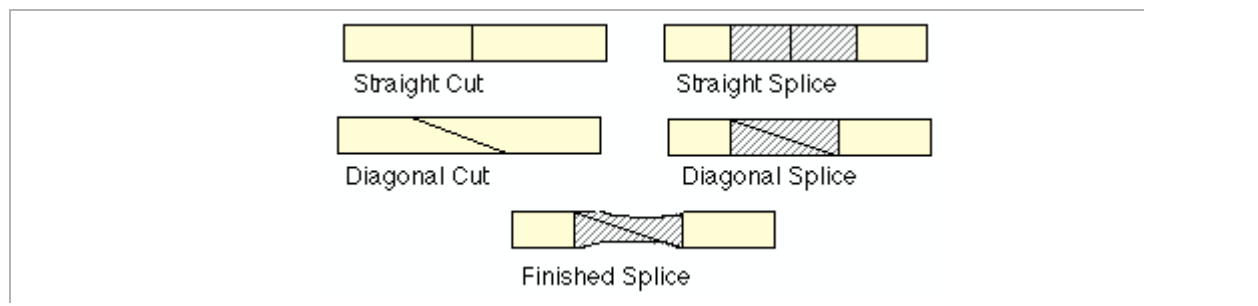 Straight Cut
Straight Splice
Diagonal Cut
Diagonal Splice
Finished Splice